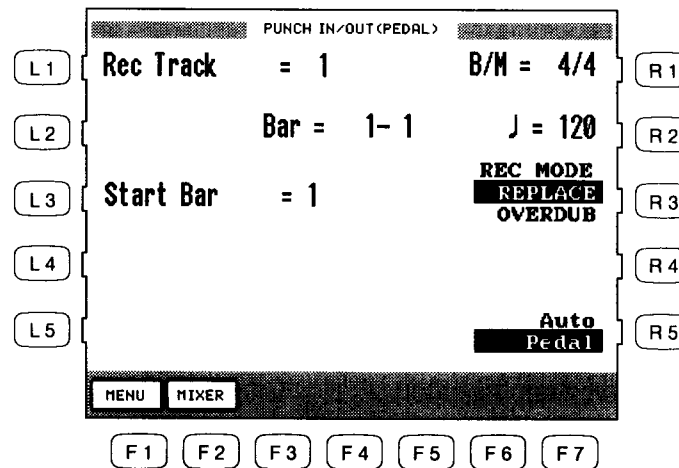 PUNCH IN/OUT(PEDAL)
L1 Rec Track = 1 B/M = 4/4 R1
L2 Bar = 1- 1 ♩ = 120 R2
REC MODE
L3 Start Bar = 1 REPLACE R3
OVERDUB
L4 R4
Auto
L5 Pedal R5
MENU MIXER
F1 F2 F3 F4 F5 F6 F7